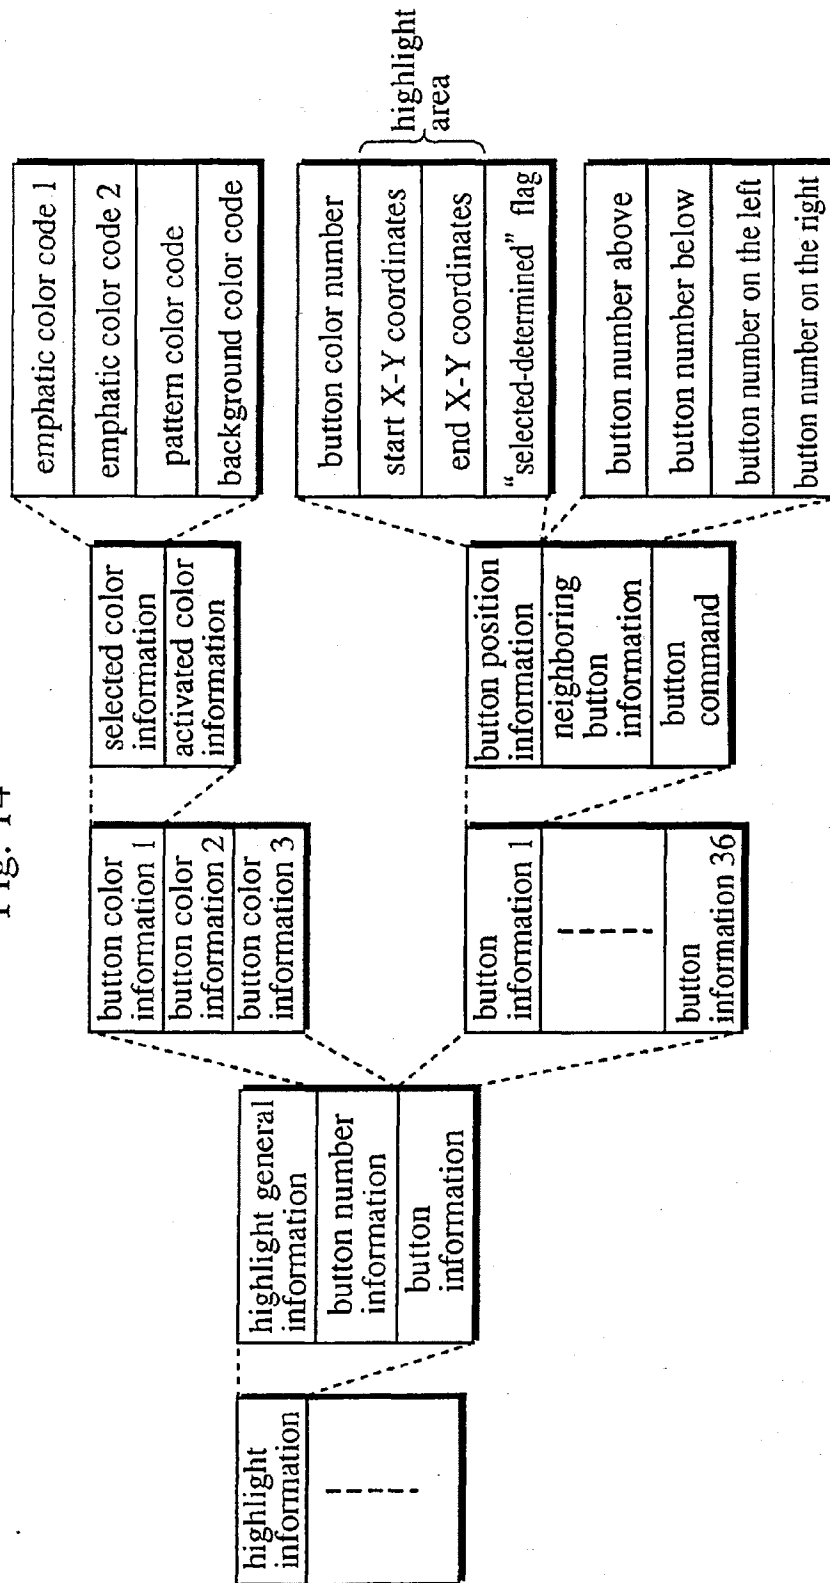 Fig. 14
highlight
information
highlight general
information
button number
information
button
information
button color
information 1
button color
information 2
button color
information 3
button
information 1
button
information 36
selected color
information
activated color
information
button position
information
neighboring
button
information
button
command
emphatic color code 1
emphatic color code 2
pattern color code
background color code
button color number
start X-Y coordinates
end X-Y coordinates
"selected-determined" flag
highlight
area
button number above
button number below
button number on the left
button number on the right